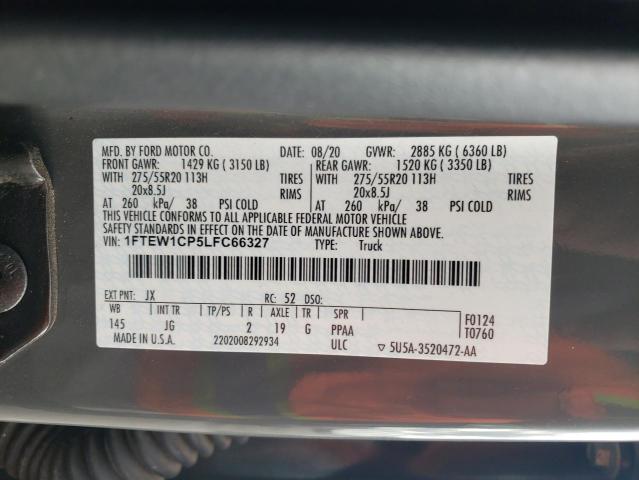 MFD. BY FORD MOTOR CO. DATE: 08/20 GVWR: 2885 KG ( 6360 LB)
FRONT GAWR: 1429 KG ( 3150 LB) REAR GAWR: 1520 KG ( 3350 LB)
WITH 275/55R20 113H TIRES WITH 275/55R20 113H TIRES
20x8.5J RIMS 20x8.5J RIMS
AT 260 kPa/ 38 PSI COLD AT 260 kPa/ 38 PSI COLD
THIS VEHICLE CONFORMS TO ALL APPLICABLE FEDERAL MOTOR VEHICLE
SAFETY STANDARDS IN EFFECT ON THE DATE OF MANUFACTURE SHOWN ABOVE.
VIN: 1FTEW1CP5LFC66327 TYPE: Truck
EXT PNT: JX RC: 52 DSO:
WB INT TR TP/PS R AXLE TR SPR F0124
145 JG 2 19 G PPAA T0760
MADE IN U.S.A. 2202008292934 ULC ▽ 5U5A-3520472-AA